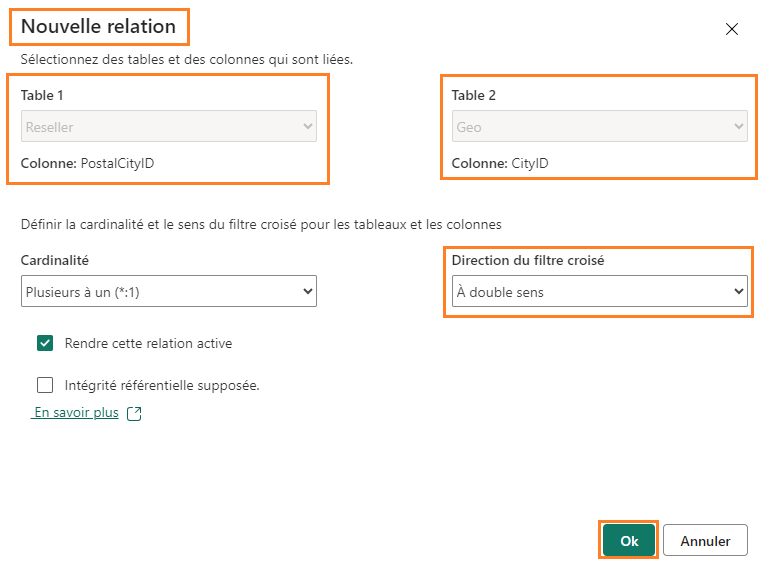 Nouvelle relation
Sélectionnez des tables et des colonnes qui sont liées.
Table 1
Table 2
Reseller
Geo
Colonne: PostalCityID
Colonne: CityID
Définir la cardinalité et le sens du filtre croisé pour les tableaux et les colonnes
Cardinalité
Direction du filtre croisé
Plusieurs à un (*:1)
À double sens
Rendre cette relation active
Intégrité référentielle supposée.
En savoir plus
Ok
Annuler